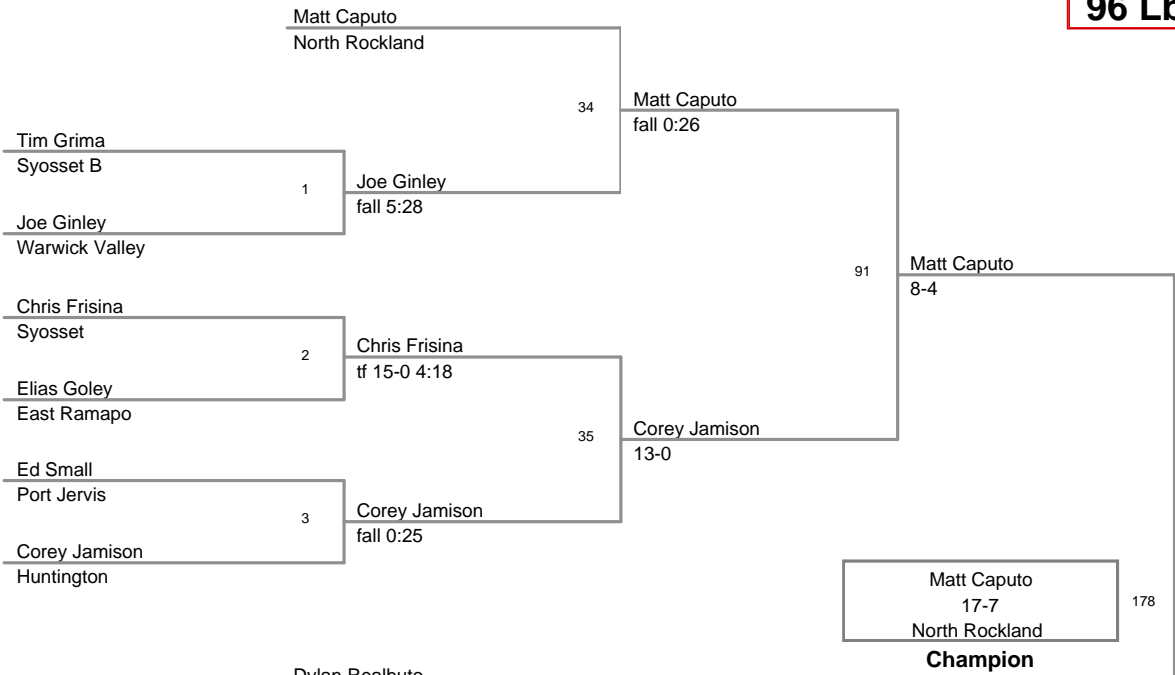 96 Lb
Matt Caputo
North Rockland
34
Matt Caputo
fall 0:26
Tim Grima
Syosset B
1
Joe Ginley
fall 5:28
Joe Ginley
Warwick Valley
91
Matt Caputo
8-4
Chris Frisina
Syosset
2
Chris Frisina
tf 15-0 4:18
Elias Goley
East Ramapo
35
Corey Jamison
13-0
Ed Small
Port Jervis
3
Corey Jamison
fall 0:25
Corey Jamison
Huntington
Matt Caputo
17-7
North Rockland
178
Champion
Dylan Realbuto